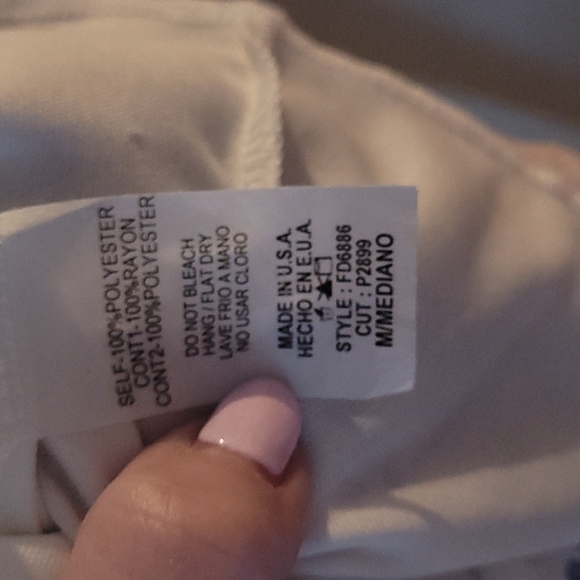 SELF-100%POLYESTER
CONT1-100%RAYON
CONT2-100%POLYESTER
DO NOT BLEACH
HANG / FLAT DRY
LAVE FRIO A MANO
NO USAR CLORO
MADE IN U.S.A.
HECHO EN E.U.A.
STYLE : FD6886
CUT : P2899
M/MEDIANO